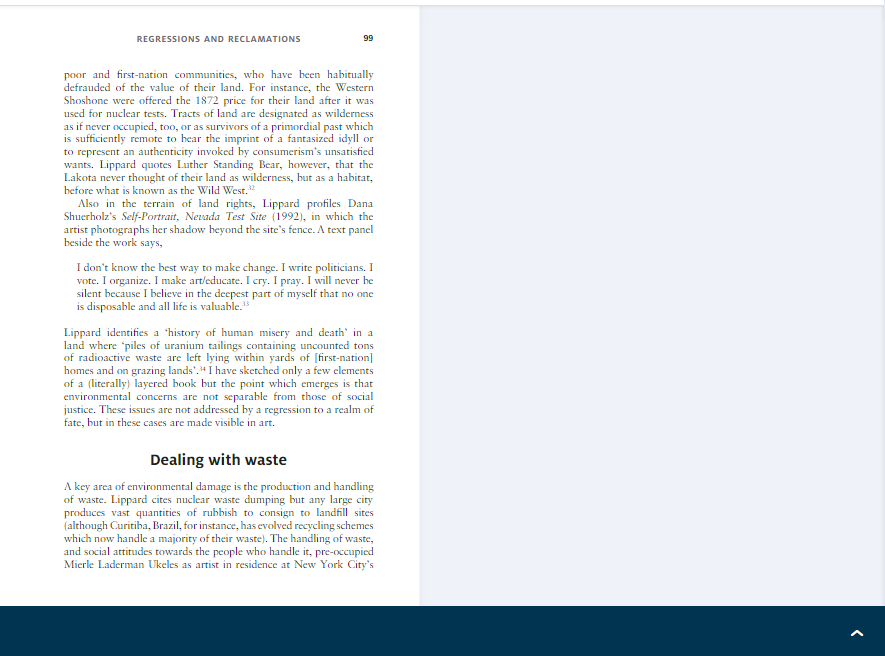 REGRESSIONS AND RECLAMATIONS 99
poor and first-nation communities, who have been habitually
defrauded of the value of their land. For instance, the Western
Shoshone were offered the 1872 price for their land after it was
used for nuclear tests. Tracts of land are designated as wilderness
as if never occupied, too, or as survivors of a primordial past which
is sufficiently remote to bear the imprint of a fantasized idyll or
to represent an authenticity invoked by consumerism's unsatisfied
wants. Lippard quotes Luther Standing Bear, however, that the
Lakota never thought of their land as wilderness, but as a habitat,
before what is known as the Wild West.32
Also in the terrain of land rights, Lippard profiles Dana
Shuerholz's Self-Portrait, Nevada Test Site (1992), in which the
artist photographs her shadow beyond the site's fence. A text panel
beside the work says,
I don't know the best way to make change. I write politicians. I
vote. I organize. I make art/educate. I cry. I pray. I will never be
silent because I believe in the deepest part of myself that no one
is disposable and all life is valuable.33
Lippard identifies a ‘history of human misery and death’ in a
land where ‘piles of uranium tailings containing uncounted tons
of radioactive waste are left lying within yards of [first-nation]
homes and on grazing lands’.34 I have sketched only a few elements
of a (literally) layered book but the point which emerges is that
environmental concerns are not separable from those of social
justice. These issues are not addressed by a regression to a realm of
fate, but in these cases are made visible in art.
Dealing with waste
A key area of environmental damage is the production and handling
of waste. Lippard cites nuclear waste dumping but any large city
produces vast quantities of rubbish to consign to landfill sites
(although Curitiba, Brazil, for instance, has evolved recycling schemes
which now handle a majority of their waste). The handling of waste,
and social attitudes towards the people who handle it, pre-occupied
Mierle Laderman Ukeles as artist in residence at New York City's